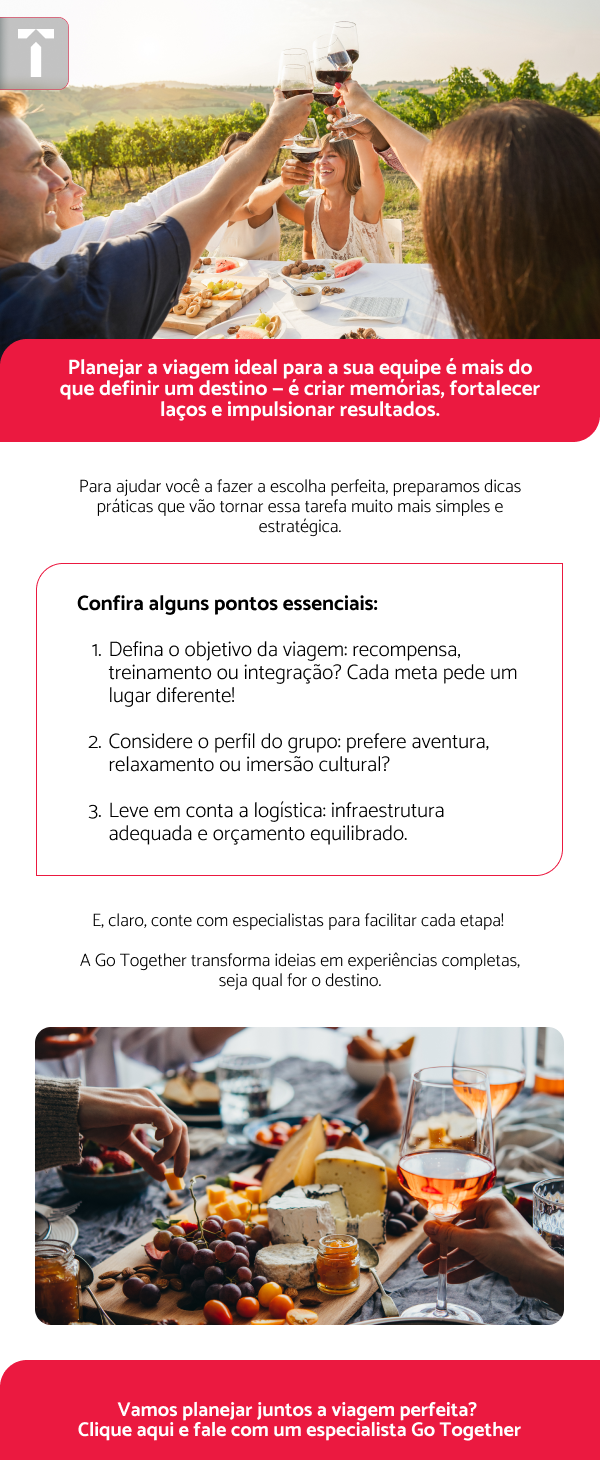 Planejar a viagem ideal para a sua equipe é mais do
que definir um destino – é criar memórias, fortalecer
laços e impulsionar resultados.
Para ajudar você a fazer a escolha perfeita, preparamos dicas
práticas que vão tornar essa tarefa muito mais simples e
estratégica.
Confira alguns pontos essenciais:
1. Defina o objetivo da viagem: recompensa,
treinamento ou integração? Cada meta pede um
lugar diferente!
2. Considere o perfil do grupo: prefere aventura,
relaxamento ou imersão cultural?
3. Leve em conta a logística: infraestrutura
adequada e orçamento equilibrado.
E, claro, conte com especialistas para facilitar cada etapa!
A Go Together transforma ideias em experiências completas,
seja qual for o destino.
Vamos planejar juntos a viagem perfeita?
Clique aqui e fale com um especialista Go Together